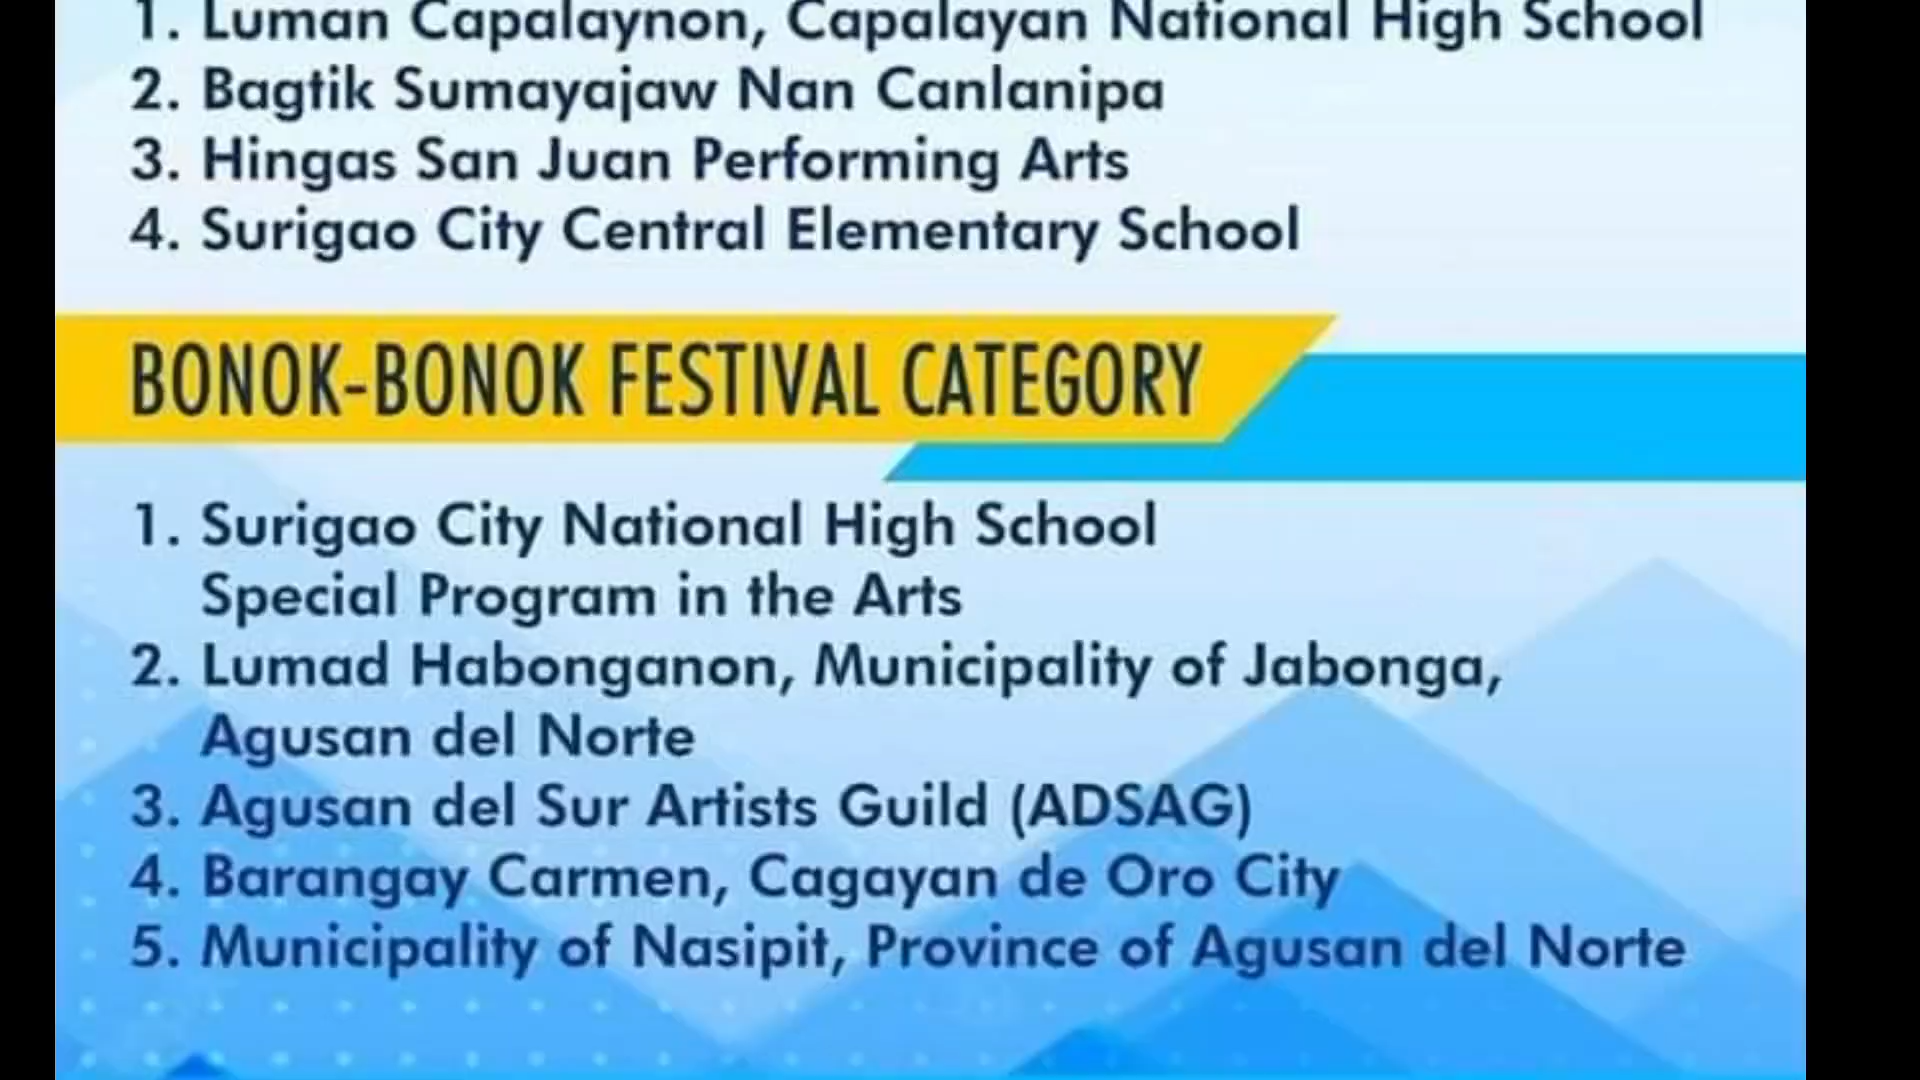 1. Luman Capalaynon, Capalayan National High School
2. Bagtik Sumayajaw Nan Canlanipa
3. Hingas San Juan Performing Arts
4. Surigao City Central Elementary School
BONOK-BONOK FESTIVAL CATEGORY
1. Surigao City National High School
Special Program in the Arts
2. Lumad Habonganon, Municipality of Jabonga,
Agusan del Norte
3. Agusan del Sur Artists Guild (ADSAG)
4. Barangay Carmen, Cagayan de Oro City
5. Municipality of Nasipit, Province of Agusan del Norte